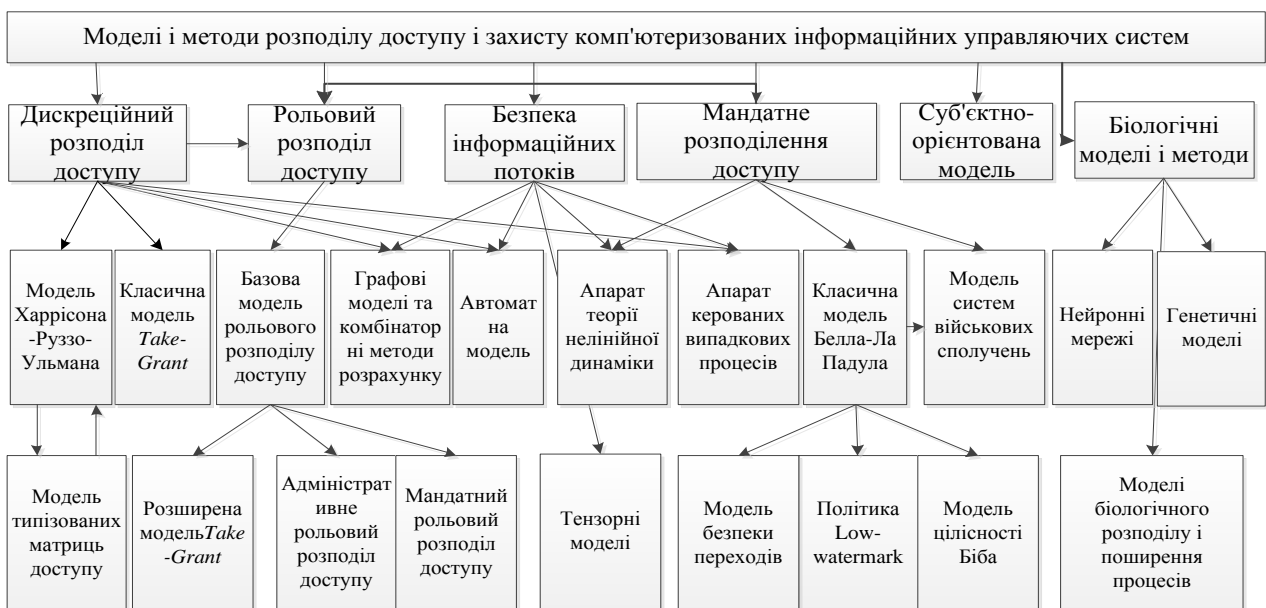 Моделі і методи розподілу доступу і захисту комп'ютеризованих інформаційних управляючих систем
Дискреційний
розподіл
доступу
Рольовий
розподіл
доступу
Безпека
інформаційних
потоків
Мандатне
розподілення
доступу
Суб'єктно-
орієнтована
модель
Біологічні
моделі і методи
Модель
Харрісона
-Руззо-
Ульмана
Класична
модель
Take-
Grant
Базова
модель
рольового
розподілу
доступу
Графові
моделі та
комбінатор
ні методи
розрахунку
Автомат
на
модель
Апарат
теорії
нелінійної
динаміки
Апарат
керованих
випадкових
процесів
Класична
модель
Белла-Ла
Падула
Модель
систем
військових
сполучень
Нейронні
мережі
Генетичні
моделі
Модель
типізованих
матриць
доступу
Розширена
модельTake
-Grant
Адміністрат
ивне
рольовий
розподіл
доступу
Мандатний
рольовий
розподіл
доступу
Тензорні
моделі
Модель
безпеки
переходів
Політика
Low-
watermark
Модель
цілісності
Біба
Моделі
біологічного
розподілу і
поширення
процесів